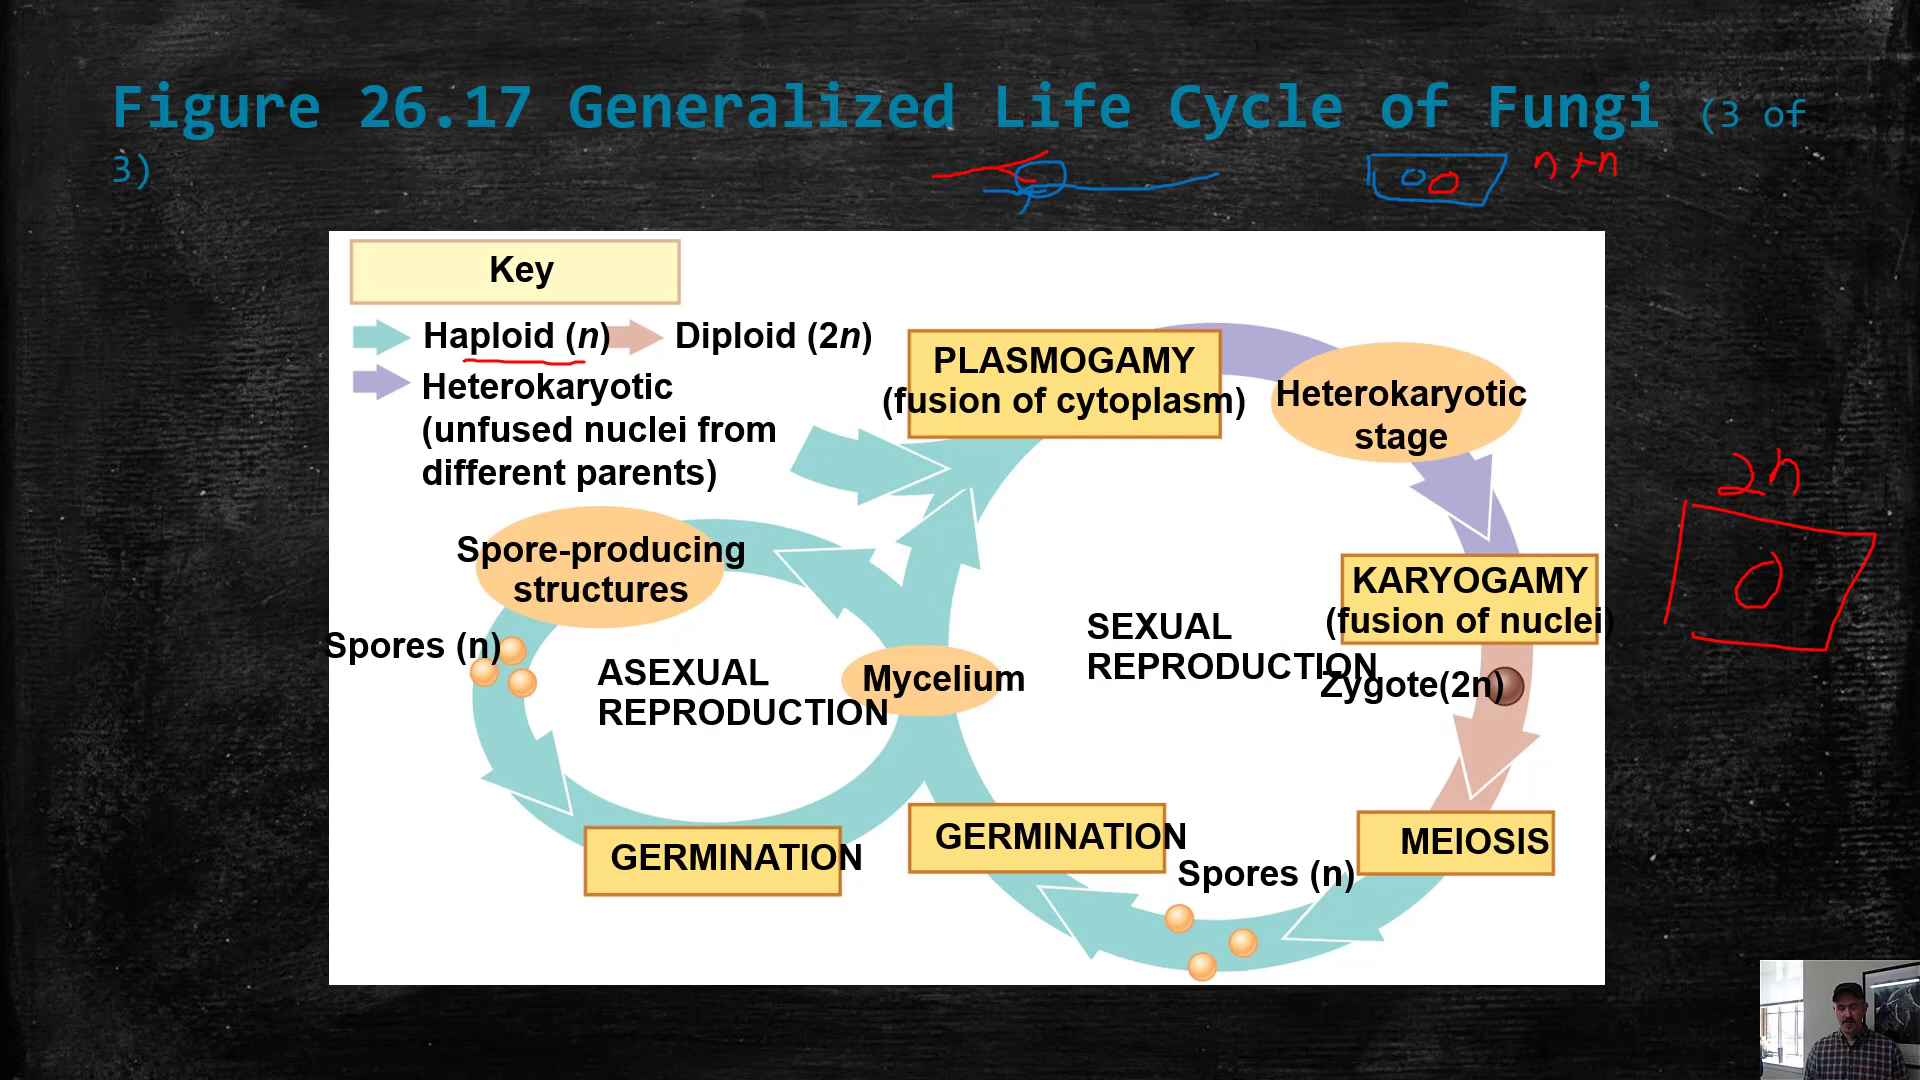 Figure 26.17 Generalized Life Cycle of Fungi (3 of
3)
n+n
Key
Haploid (n)
Diploid (2n)
Heterokaryotic
(unfused nuclei from
different parents)
PLASMOGAMY
(fusion of cytoplasm)
Heterokaryotic
stage
2n
Spore-producing
structures
KARYOGAMY
(fusion of nuclei)
Spores (n)
ASEXUAL
REPRODUCTION
Mycelium
SEXUAL
REPRODUCTION
Zygote(2n)
GERMINATION
GERMINATION
MEIOSIS
Spores (n)